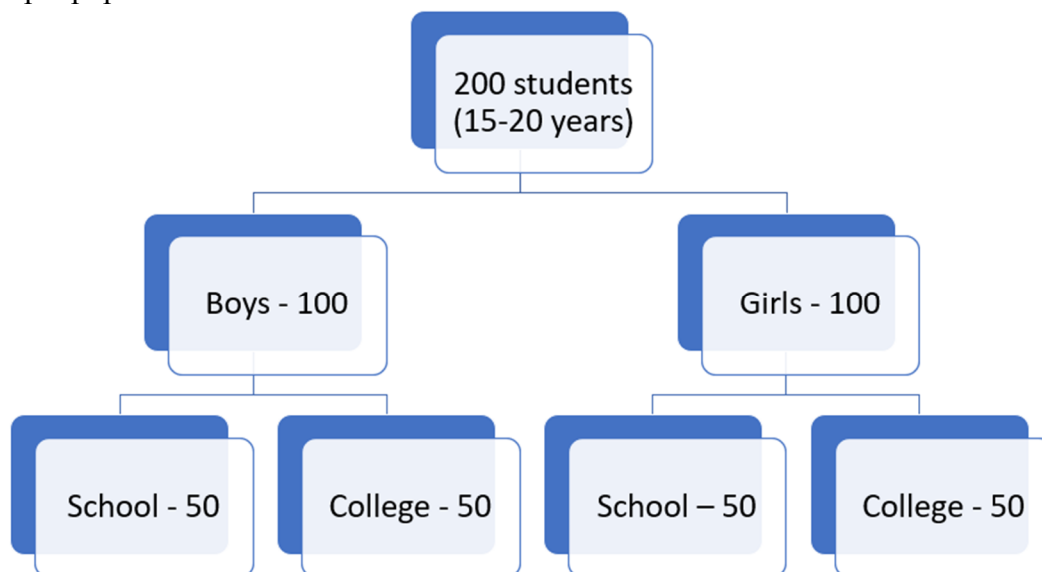 200 students
(15-20 years)
Boys - 100
Girls - 100
School - 50
College - 50
School – 50
College - 50